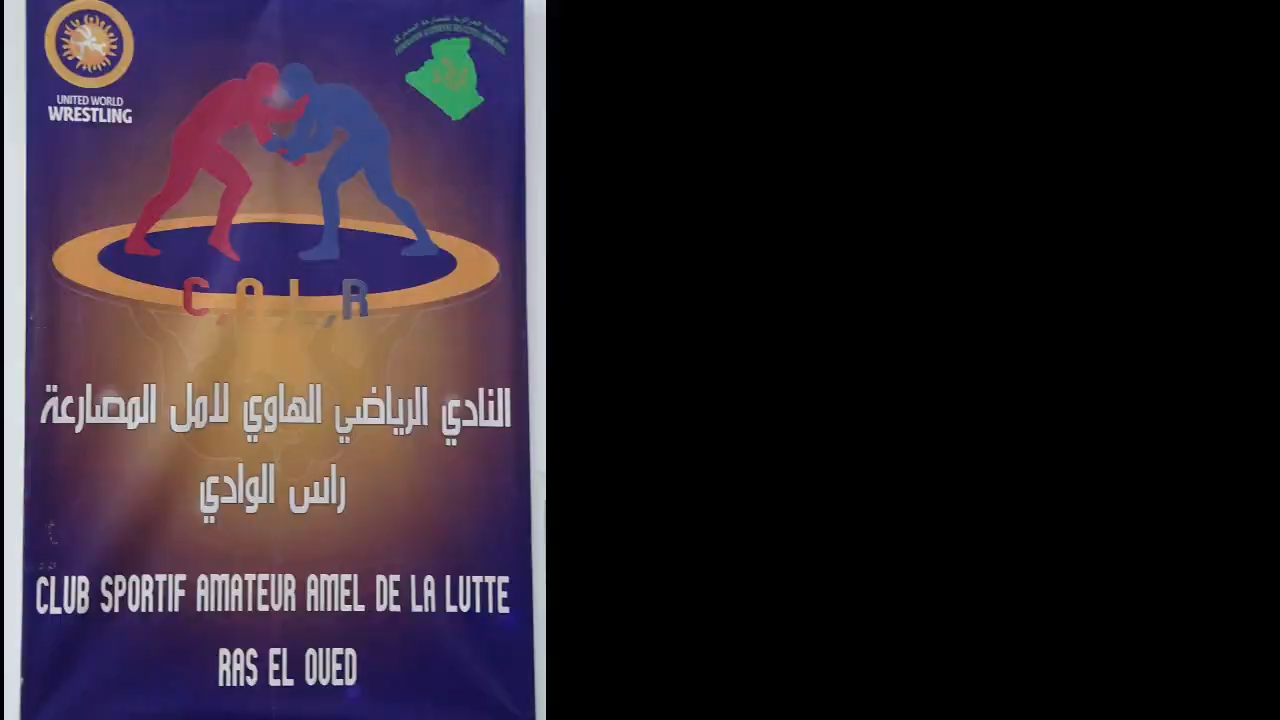 UNITED WORLD
WRESTLING
C.A.L.R
النادي الرياضي الهاوي لامل المصارعة
راس الوادي
CLUB SPORTIF AMATEUR AMEL DE LA LUTTE
RAS EL OUED